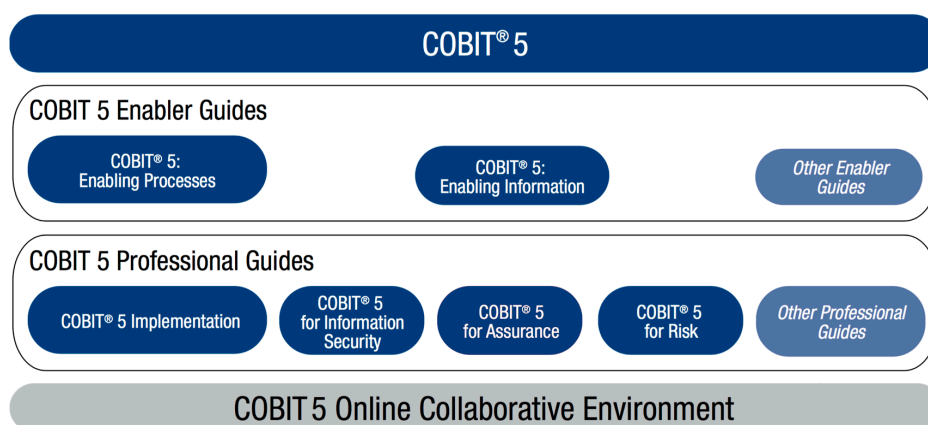 COBIT® 5
COBIT 5 Enabler Guides
COBIT® 5:
Enabling Processes
COBIT® 5:
Enabling Information
Other Enabler
Guides
COBIT 5 Professional Guides
COBIT® 5 Implementation
COBIT® 5
for Information
Security
COBIT® 5
for Assurance
COBIT® 5
for Risk
Other Professional
Guides
COBIT 5 Online Collaborative Environment